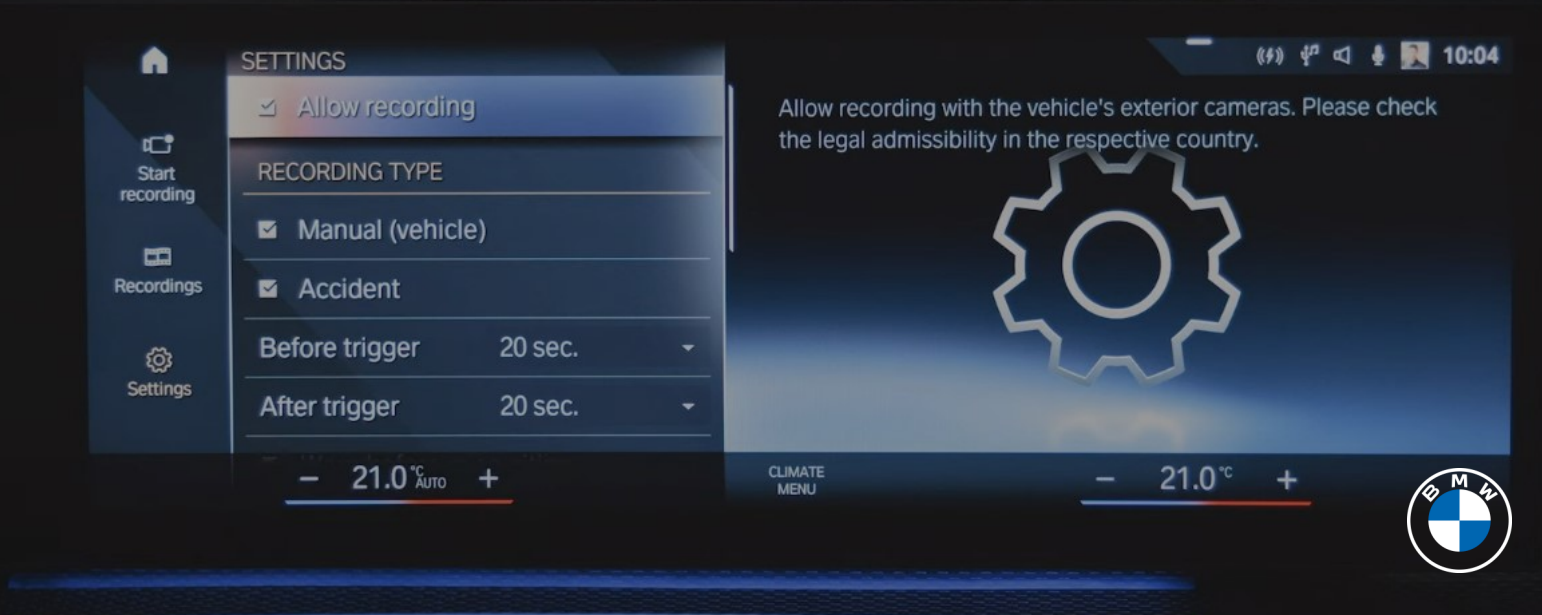 SETTINGS
Allow recording
RECORDING TYPE
Manual (vehicle)
Accident
Before trigger 20 sec.
After trigger 20 sec.
Start
recording
Recordings
Settings
10:04
Allow recording with the vehicle's exterior cameras. Please check
the legal admissibility in the respective country.
21.0 °C AUTO
CLIMATE
MENU
21.0 °C
BMW